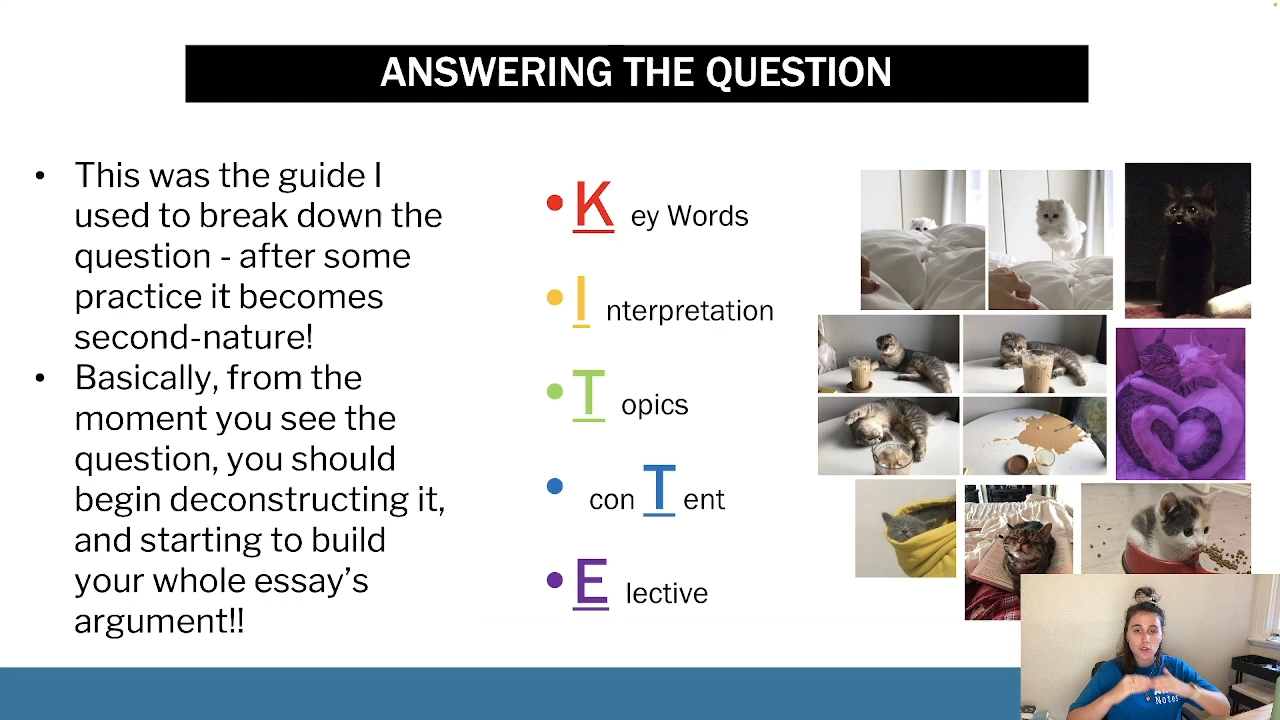 ANSWERING THE QUESTION
• This was the guide I
used to break down the
question - after some
practice it becomes
second-nature!
• Basically, from the
moment you see the
question, you should
begin deconstructing it,
and starting to build
your whole essay’s
argument!!
• K ey Words
• I nterpretation
• T opics
• con T ent
• E lective
Notes